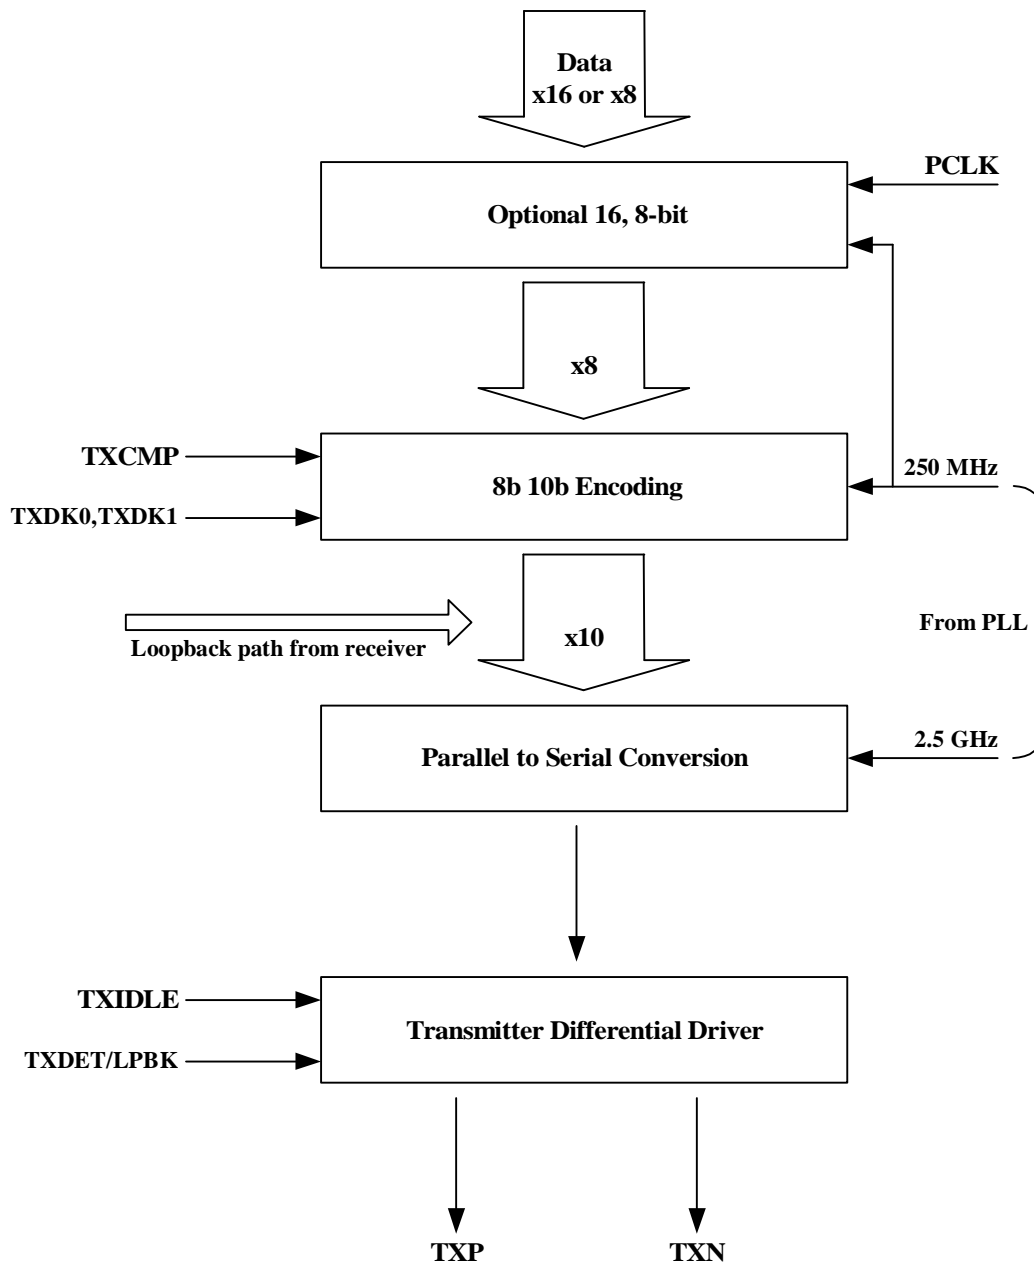 Data
x16 or x8
PCLK
Optional 16, 8-bit
x8
TXCMP
250 MHz
8b 10b Encoding
TXDK0,TXDK1
From PLL
x10
Loopback path from receiver
2.5 GHz
Parallel to Serial Conversion
TXIDLE
Transmitter Differential Driver
TXDET/LPBK
TXP
TXN